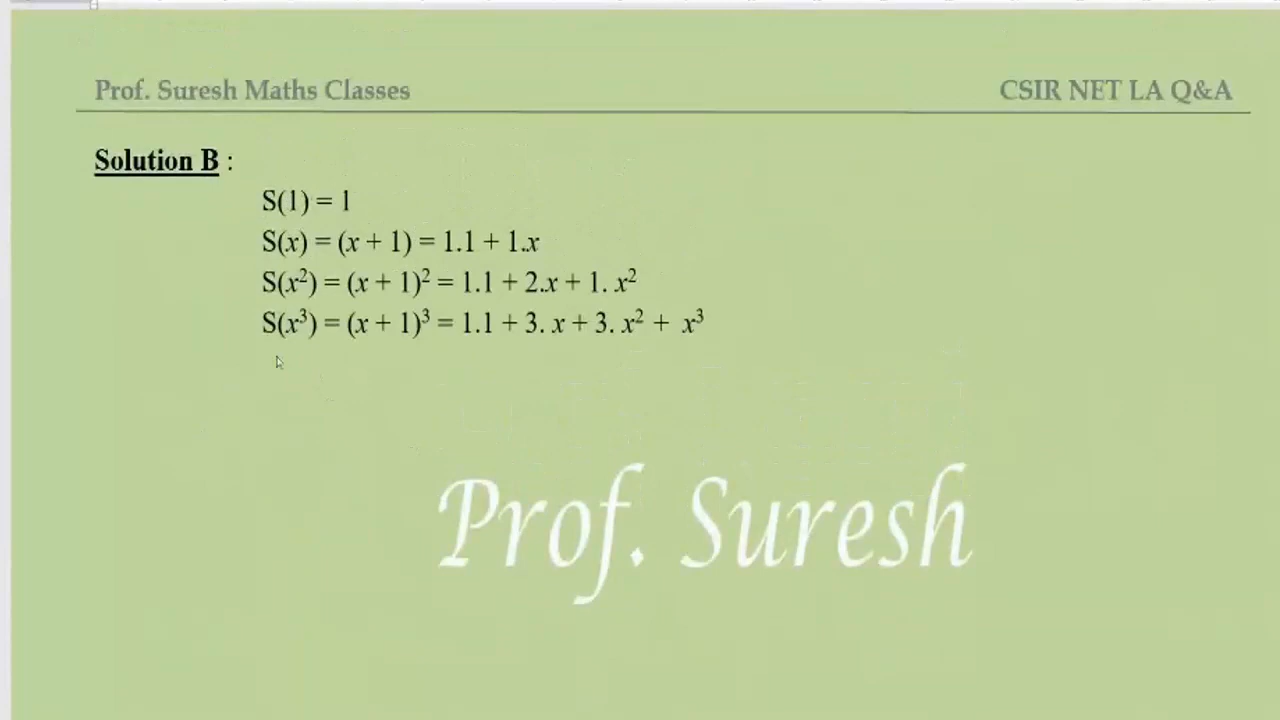 Prof. Suresh Maths Classes CSIR NET LA Q&A
Solution B :
S(1) = 1
S(x) = (x + 1) = 1.1 + 1.x
S(x²) = (x + 1)² = 1.1 + 2.x + 1. x²
S(x³) = (x + 1)³ = 1.1 + 3. x + 3. x² + x³
Prof. Suresh